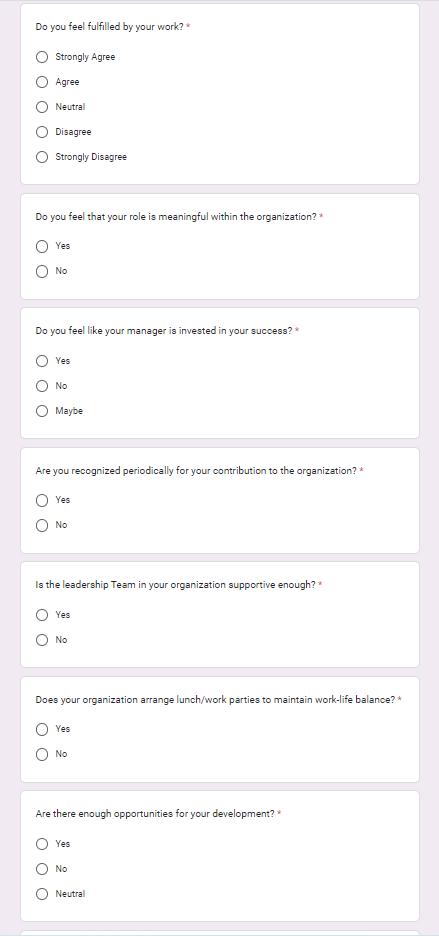 Do you feel fulfilled by your work? *
Strongly Agree
Agree
Neutral
Disagree
Strongly Disagree
Do you feel that your role is meaningful within the organization? *
Yes
No
Do you feel like your manager is invested in your success? *
Yes
No
Maybe
Are you recognized periodically for your contribution to the organization? *
Yes
No
Is the leadership Team in your organization supportive enough? *
Yes
No
Does your organization arrange lunch/work parties to maintain work-life balance? *
Yes
No
Are there enough opportunities for your development? *
Yes
No
Neutral